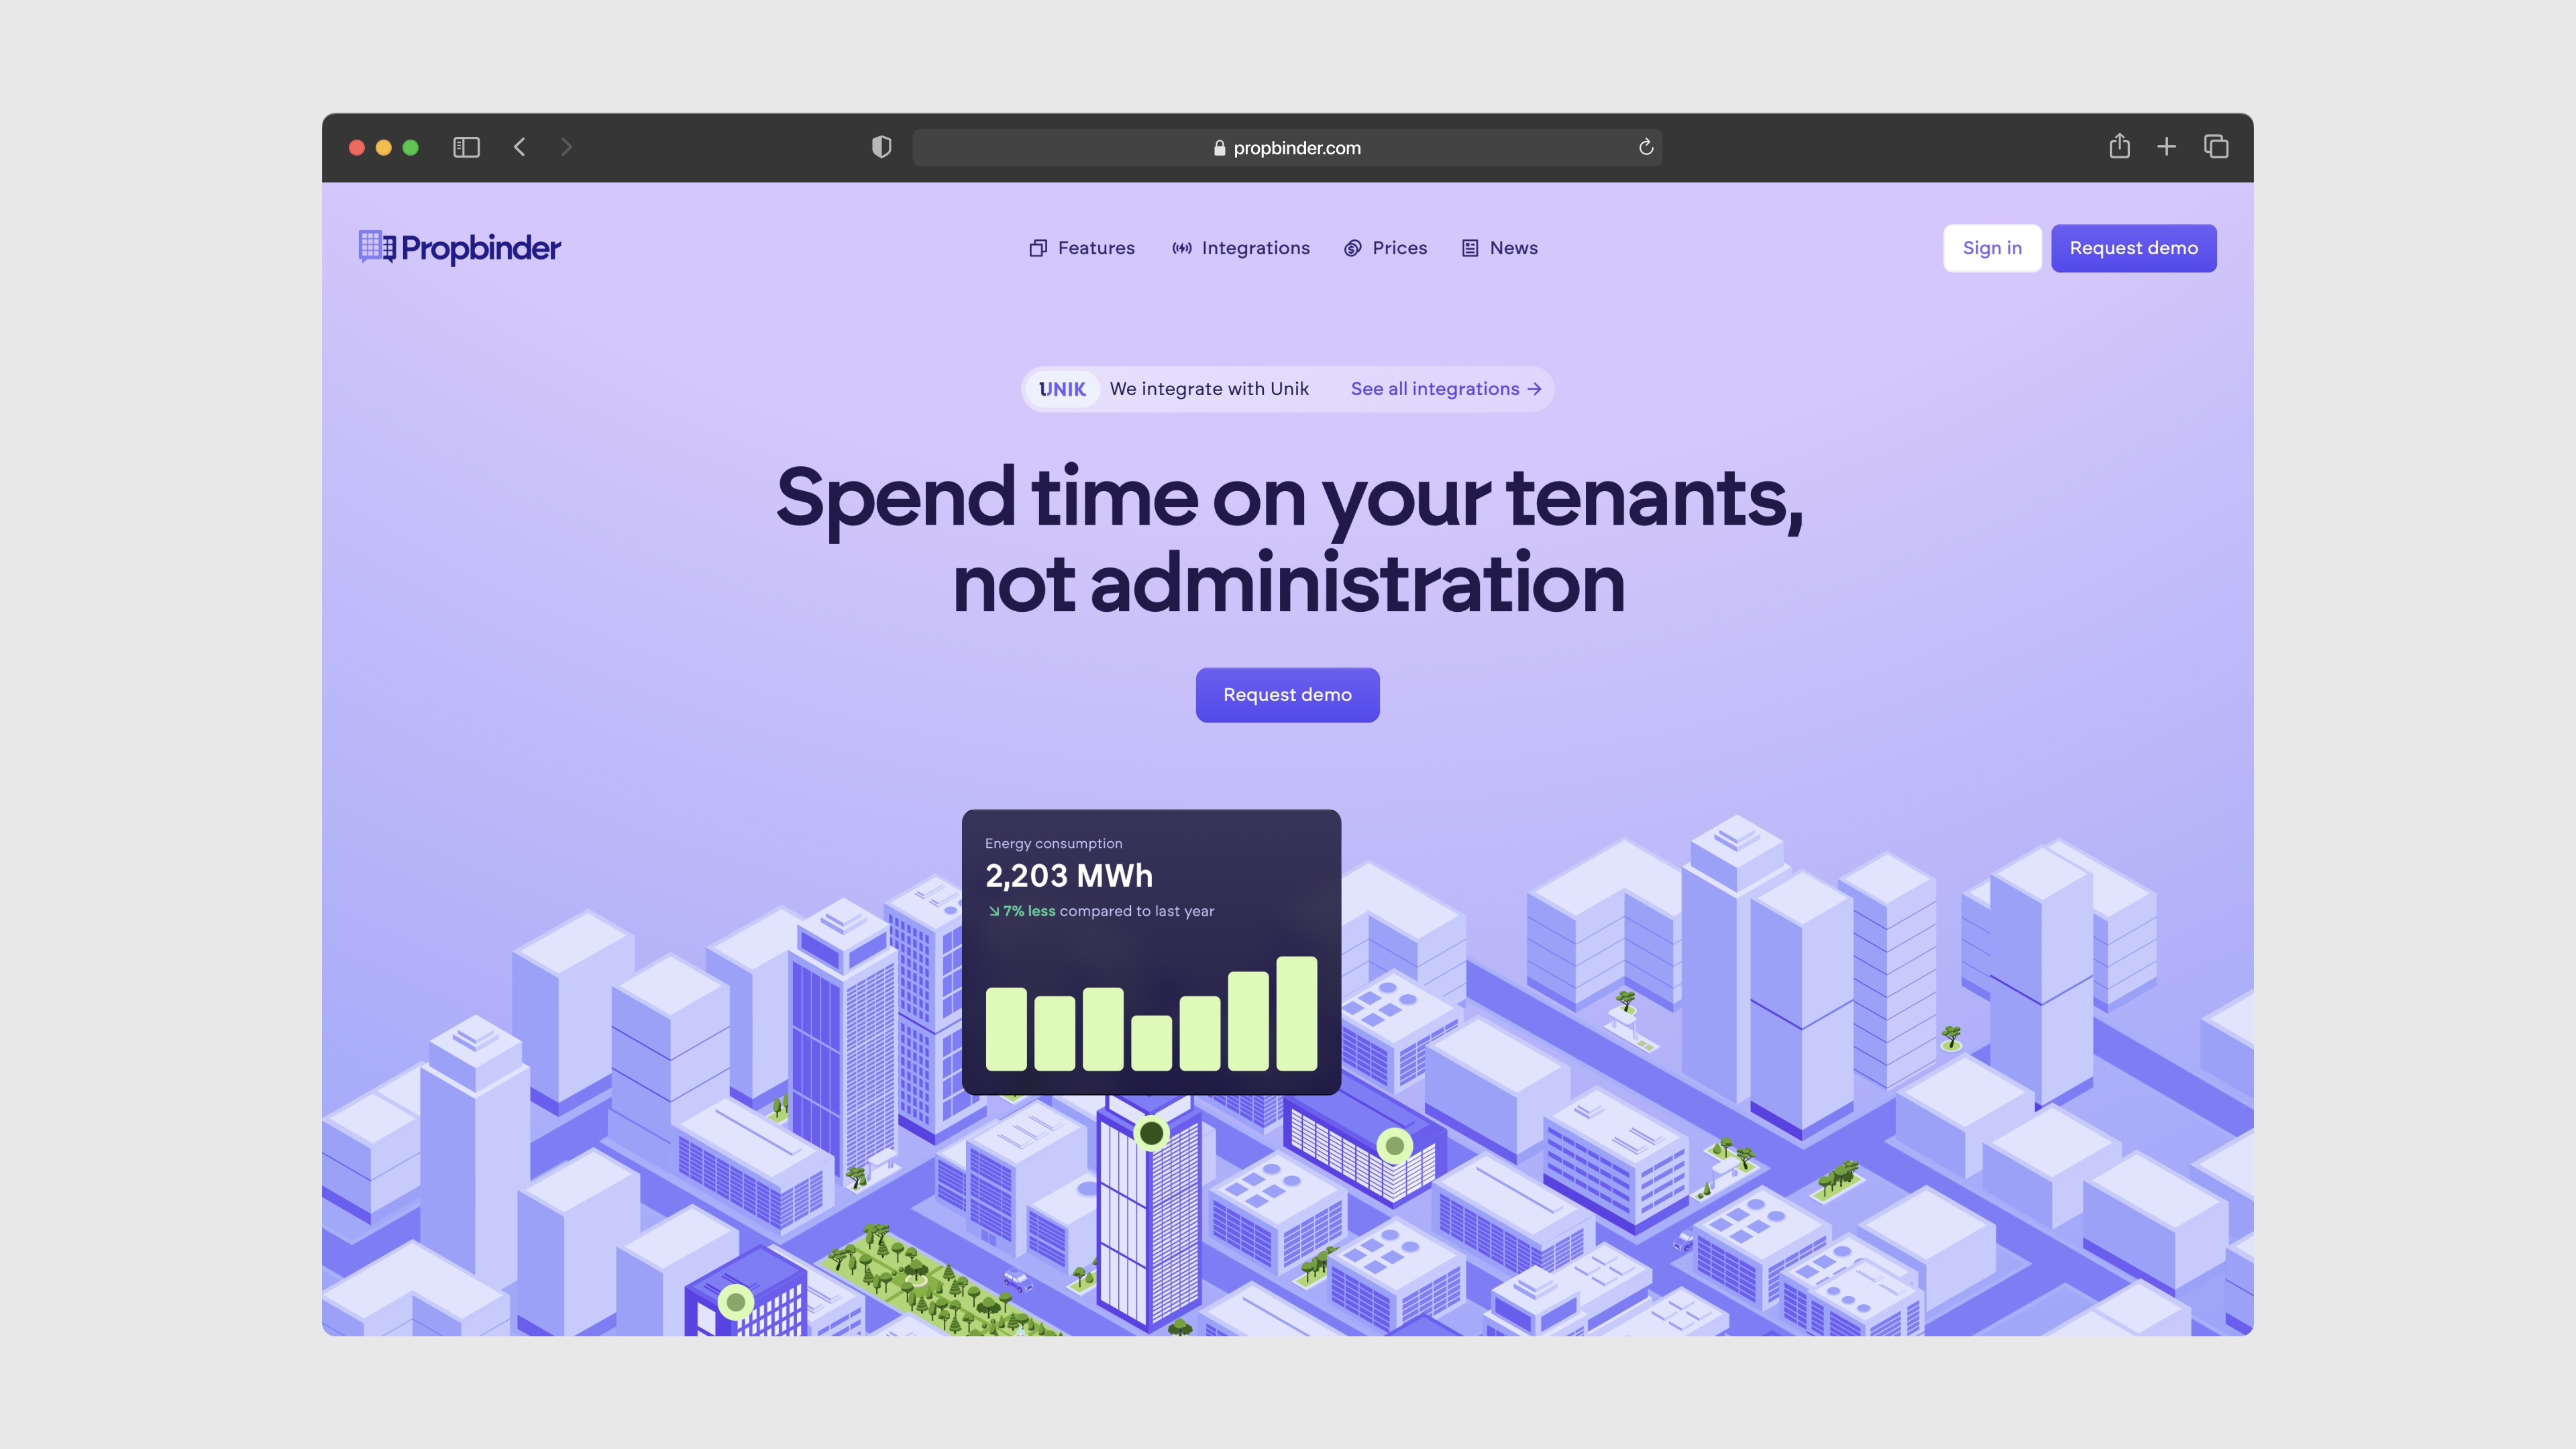 propbinder.com
Propbinder
Features
Integrations
Prices
News
Sign in
Request demo
UNIK
We integrate with Unik
See all integrations →
Spend time on your tenants,
not administration
Request demo
Energy consumption
2,203 MWh
↘ 7% less compared to last year